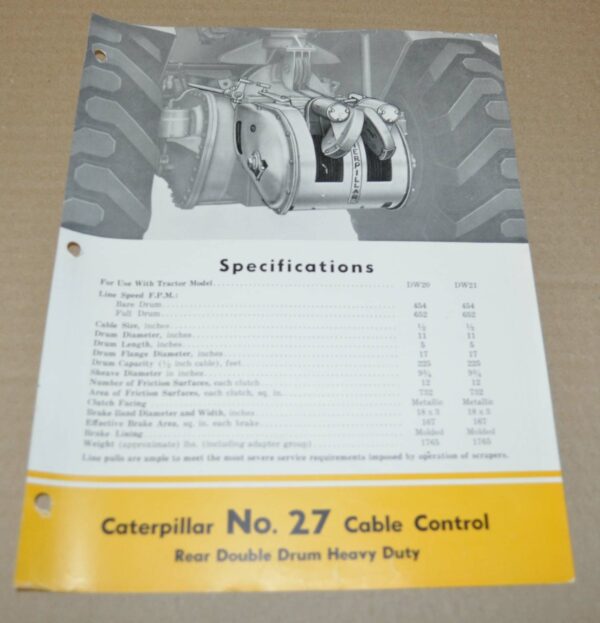 CATERPILLAR
Specifications
For Use With Tractor Model DW20 DW21
Line Speed F.P.M.:
Bare Drum 454 454
Full Drum 652 652
Cable Size, inches ½ ½
Drum Diameter, inches 11 11
Drum Length, inches 5 5
Drum Flange Diameter, inches 17 17
Drum Capacity (½ inch cable), feet 225 225
Sheave Diameter in inches 9¾ 9¾
Number of Friction Surfaces, each clutch 12 12
Area of Friction Surfaces, each clutch, sq. in. 732 732
Clutch Facing Metallic Metallic
Brake Band Diameter and Width, inches 18 x 3 18 x 3
Effective Brake Area, sq. in. each brake 167 167
Brake Lining Molded Molded
Weight (approximate) lbs. (including adapter group) 1765 1765
Line pulls are ample to meet the most severe service requirements imposed by operation of scrapers.
Caterpillar No. 27 Cable Control
Rear Double Drum Heavy Duty